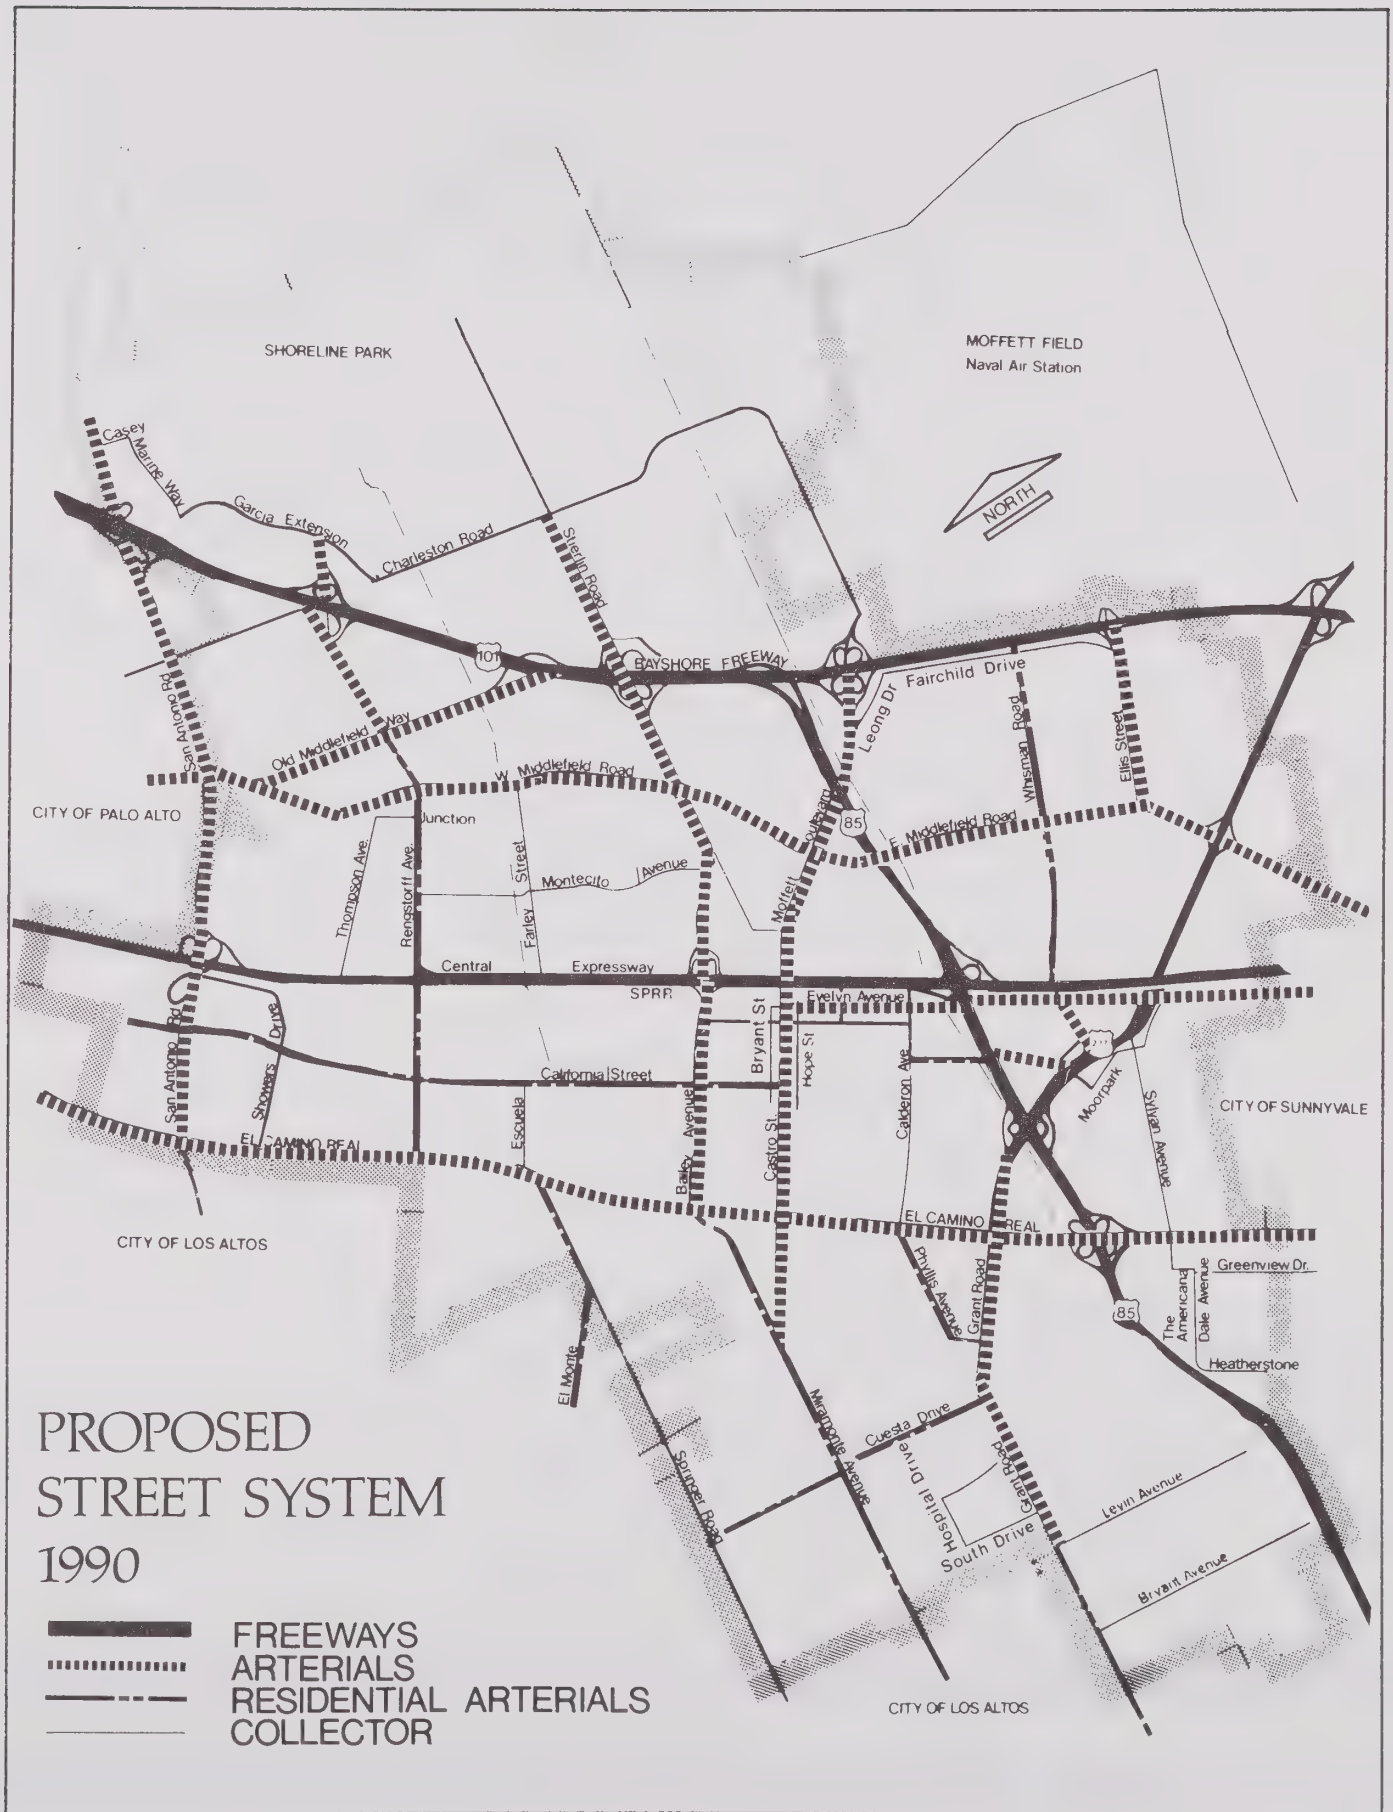 SHORELINE PARK
MOFFETT FIELD
Naval Air Station
Casey
Marine Way
Garcia Extension
Charleston Road
Stierlin Road
NORTH
101
BAYSHORE FREEWAY
Fairchild Drive
Leong Dr
San Antonio Rd
Old Middlefield Way
W Middlefield Road
Whisman Road
Ellis Street
CITY OF PALO ALTO
Junction
85
E Middlefield Road
Thompson Ave.
Rengstorff Ave.
Farley Street
Montecito Avenue
Moffett
Central Expressway
SPRR
Evelyn Avenue
San Antonio Rd
Showers Drive
Bryant St
Hope St
California Street
Calderon Ave
Moorpark
Sylvan Avenue
CITY OF SUNNYVALE
Escuela
Bailey Avenue
Castro St.
EL CAMINO REAL
EL CAMINO REAL
CITY OF LOS ALTOS
Phyllis Avenue
Grant Road
Greenview Dr.
The Americana
Dale Avenue
85
Heatherstone
El Monte
Miramonte Avenue
Cuesta Drive
Springer Road
Hospital Drive
Grant Road
South Drive
Levin Avenue
Bryant Avenue
CITY OF LOS ALTOS
PROPOSED
STREET SYSTEM
1990
FREEWAYS
ARTERIALS
RESIDENTIAL ARTERIALS
COLLECTOR